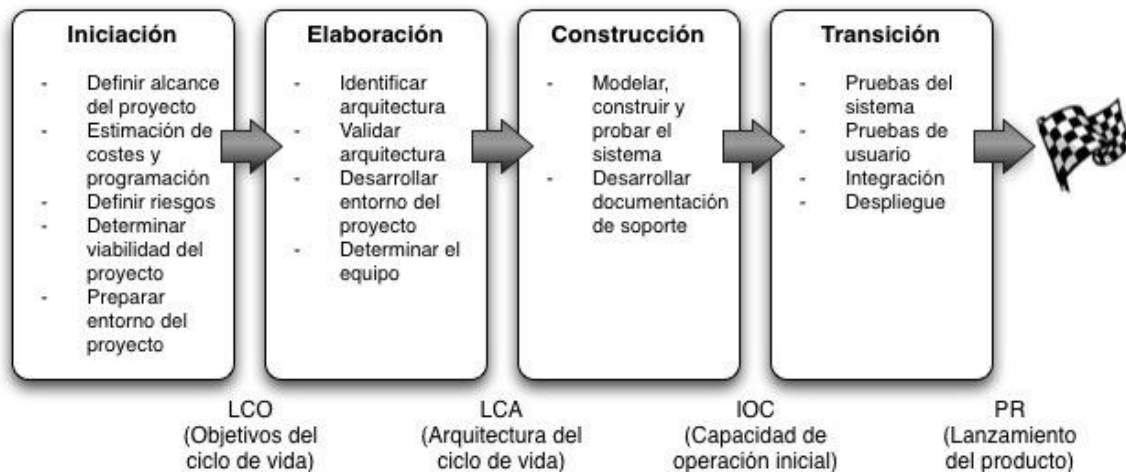 Iniciación
- Definir alcance
del proyecto
- Estimación de
costes y
programación
- Definir riesgos
- Determinar
viabilidad del
proyecto
- Preparar
entorno del
proyecto
Elaboración
- Identificar
arquitectura
- Validar
arquitectura
- Desarrollar
entorno del
proyecto
- Determinar el
equipo
Construcción
- Modelar,
construir y
probar el
sistema
- Desarrollar
documentación
de soporte
Transición
- Pruebas del
sistema
- Pruebas de
usuario
- Integración
- Despliegue
LCO
(Objetivos del
ciclo de vida)
LCA
(Arquitectura del
ciclo de vida)
IOC
(Capacidad de
operación inicial)
PR
(Lanzamiento
del producto)